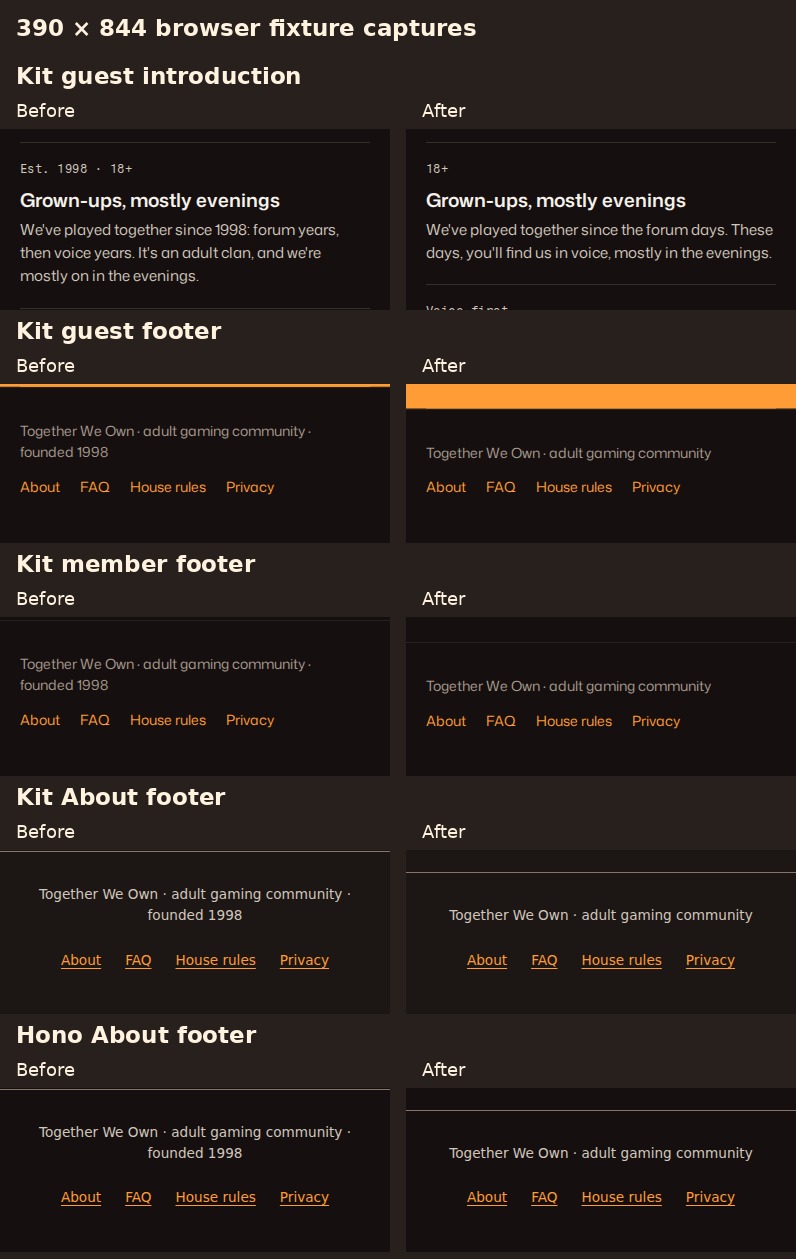 390 × 844 browser fixture captures
Kit guest introduction
Before
After
Est. 1998 · 18+
Grown-ups, mostly evenings
We've played together since 1998: forum years,
then voice years. It's an adult clan, and we're
mostly on in the evenings.
18+
Grown-ups, mostly evenings
We've played together since the forum days. These
days, you'll find us in voice, mostly in the evenings.
Voice first
Kit guest footer
Before
After
Together We Own · adult gaming community ·
founded 1998
About FAQ House rules Privacy
Together We Own · adult gaming community
About FAQ House rules Privacy
Kit member footer
Before
After
Together We Own · adult gaming community ·
founded 1998
About FAQ House rules Privacy
Together We Own · adult gaming community
About FAQ House rules Privacy
Kit About footer
Before
After
Together We Own · adult gaming community ·
founded 1998
About FAQ House rules Privacy
Together We Own · adult gaming community
About FAQ House rules Privacy
Hono About footer
Before
After
Together We Own · adult gaming community ·
founded 1998
About FAQ House rules Privacy
Together We Own · adult gaming community
About FAQ House rules Privacy